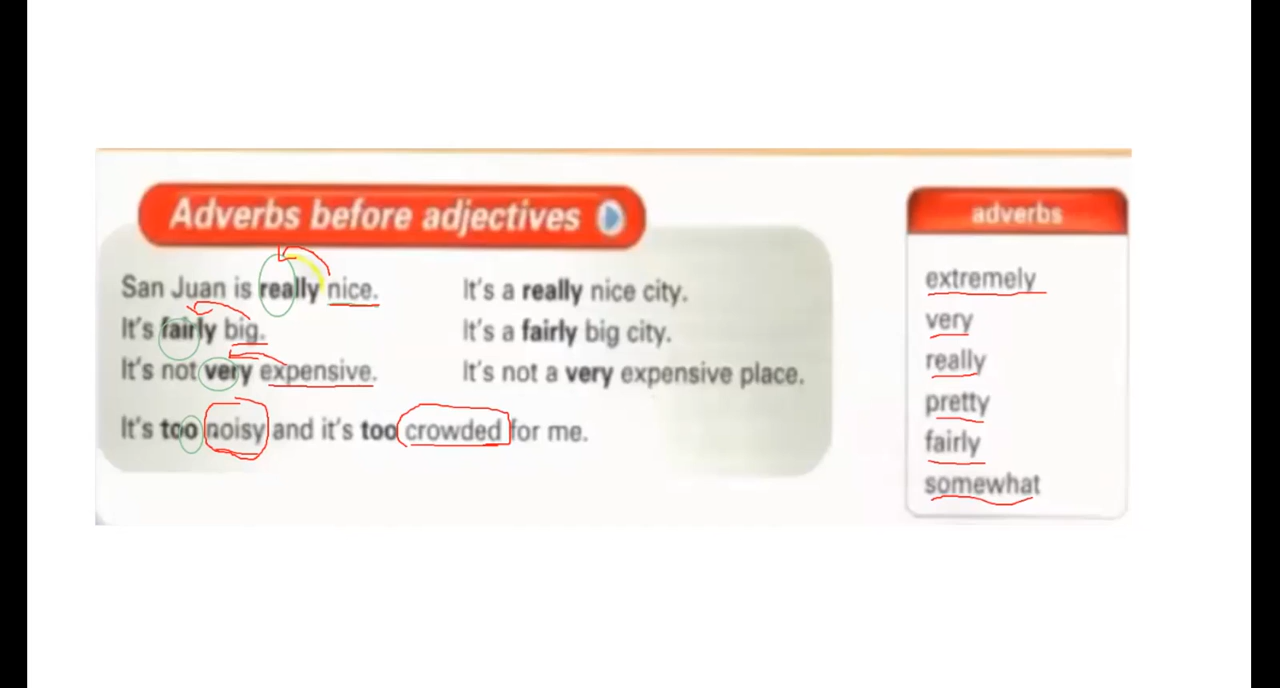 Adverbs before adjectives
San Juan is really nice. It's a really nice city.
It's fairly big. It's a fairly big city.
It's not very expensive. It's not a very expensive place.
It's too noisy and it's too crowded for me.
adverbs
extremely
very
really
pretty
fairly
somewhat